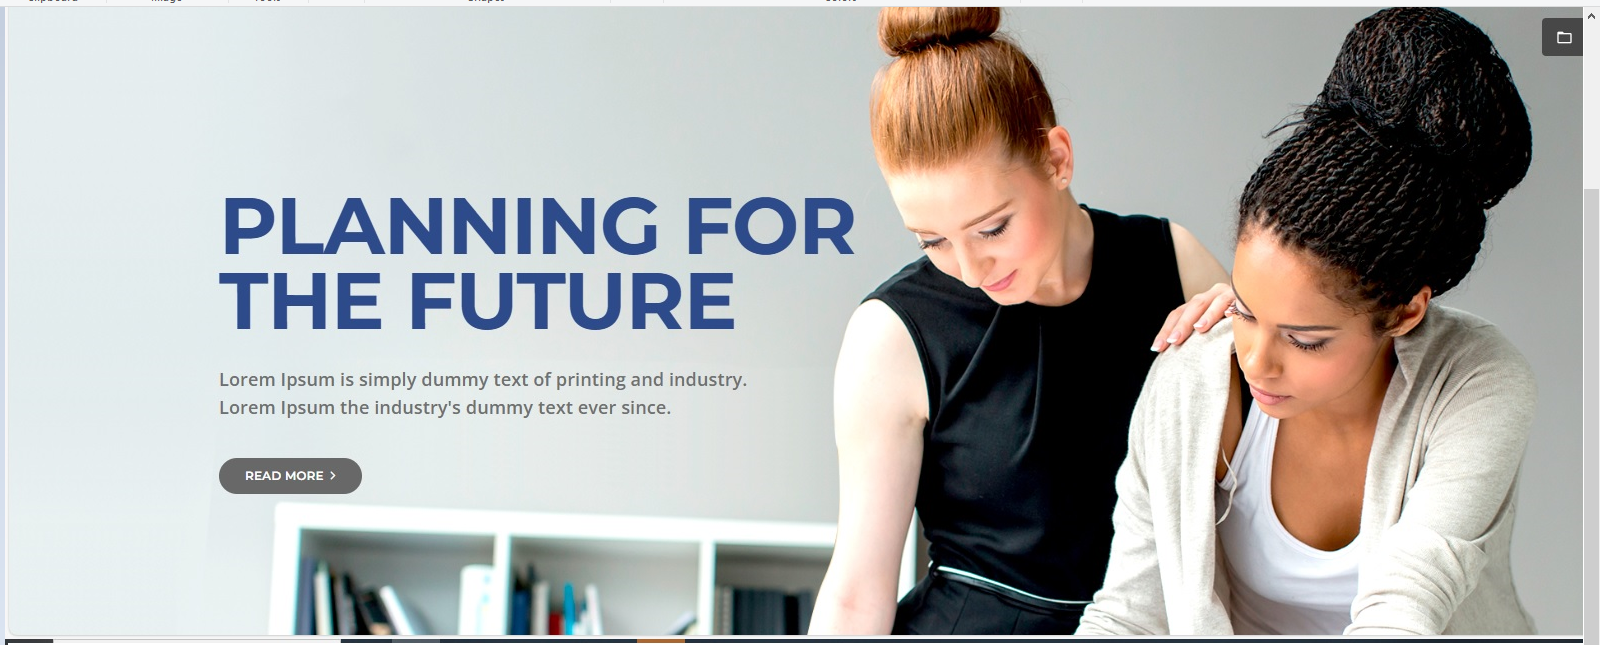 PLANNING FOR
THE FUTURE
Lorem Ipsum is simply dummy text of printing and industry.
Lorem Ipsum the industry's dummy text ever since.
READ MORE